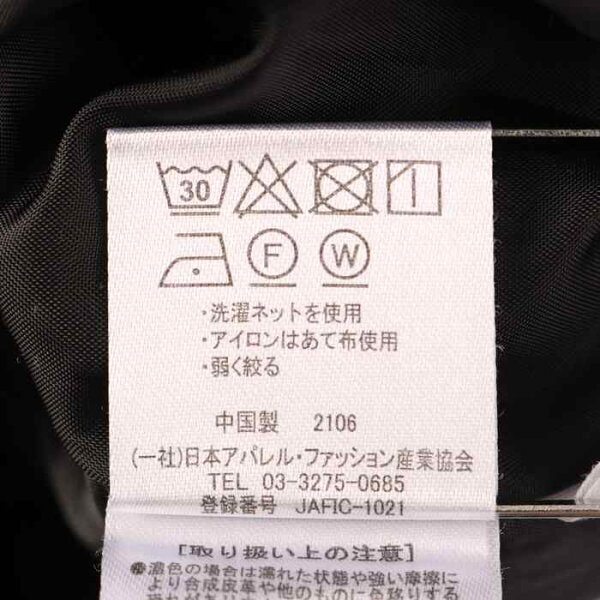 30
F W
・洗濯ネットを使用
・アイロンはあて布使用
・弱く絞る
中国製 2106
(一社)日本アパレル・ファッション産業協会
TEL 03-3275-0685
登録番号 JAFIC-1021
[取り扱い上の注意]
●濃色の場合は濡れた状態や強い摩擦に
より合成皮革や他のものに色移りする